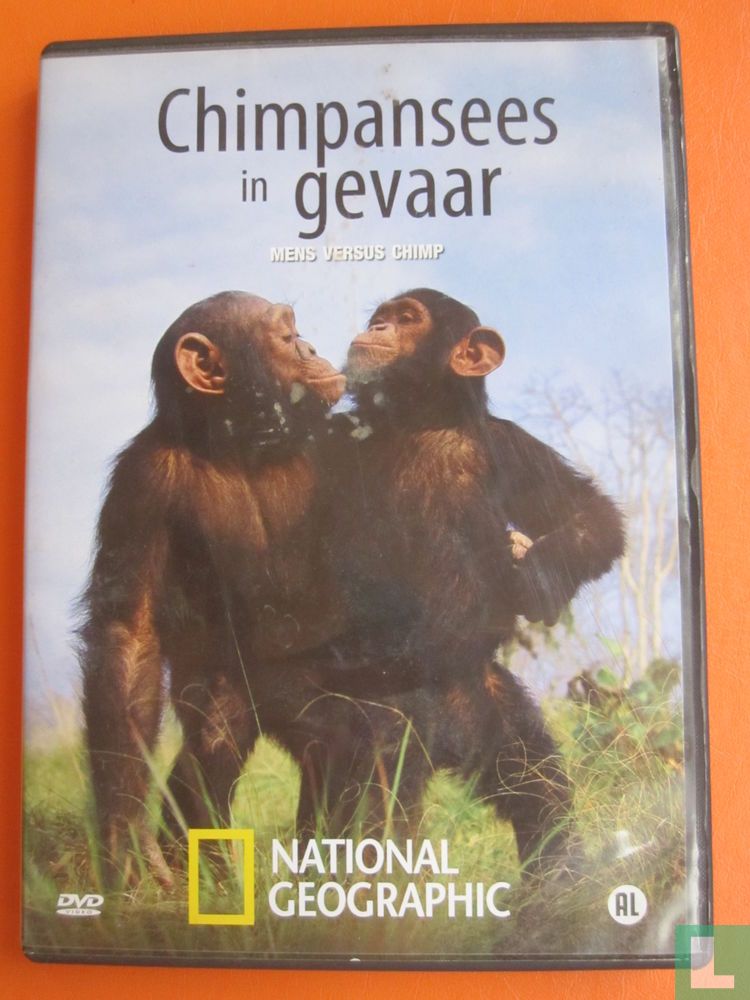 Chimpansees
in gevaar
MENS VERSUS CHIMP
NATIONAL
GEOGRAPHIC
DVD
VIDEO
AL
L